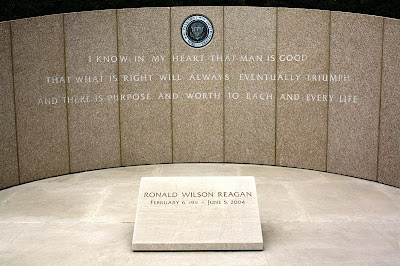 I KNOW IN MY HEART THAT MAN IS GOOD
THAT WHAT IS RIGHT WILL ALWAYS EVENTUALLY TRIUMPH
AND THERE IS PURPOSE AND WORTH TO EACH AND EVERY LIFE
RONALD WILSON REAGAN
FEBRUARY 6, 1911 – JUNE 5, 2004